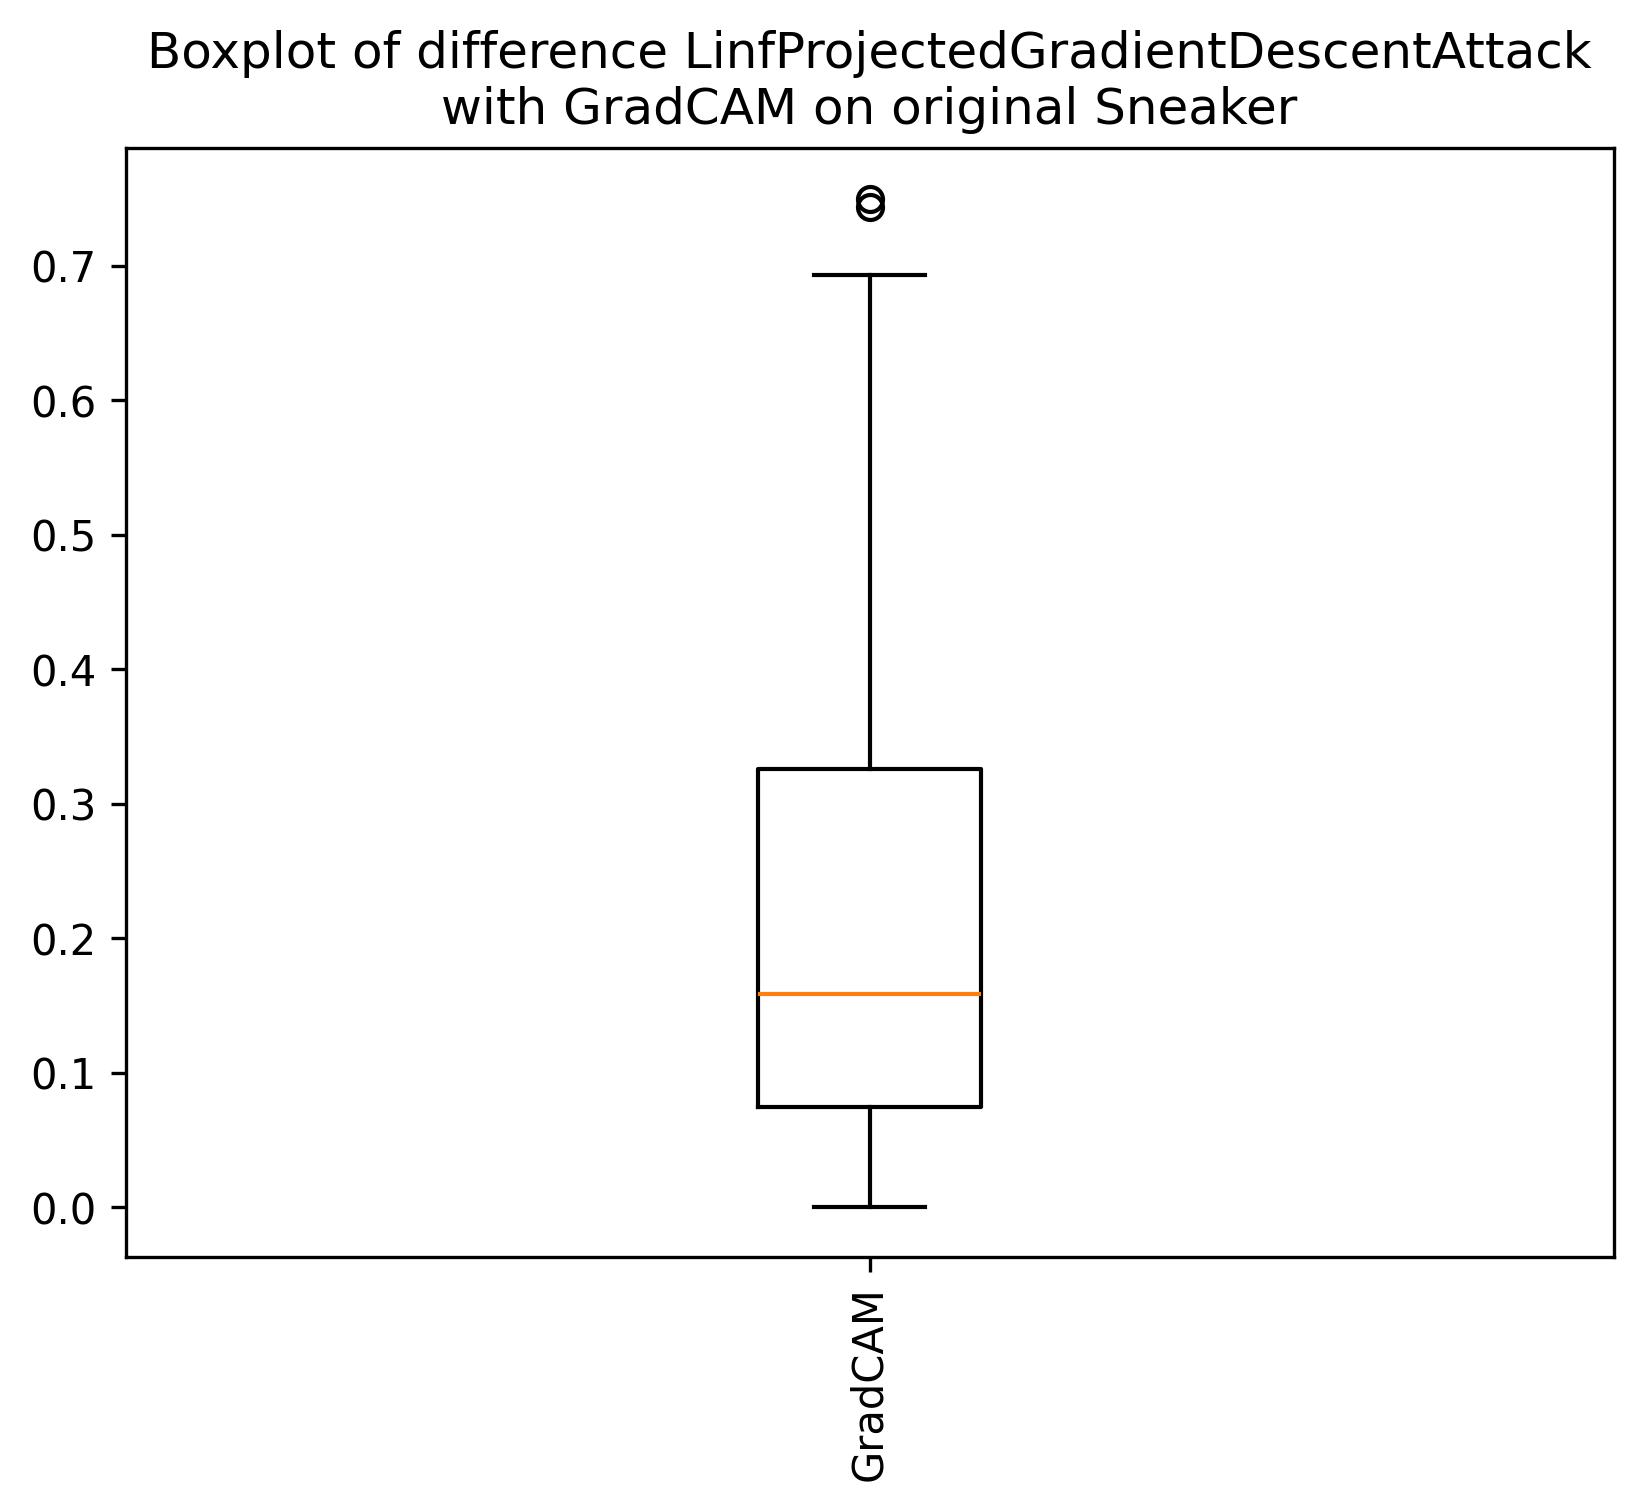 Boxplot of difference LinfProjectedGradientDescentAttack
with GradCAM on original Sneaker
0.7
0.6
0.5
0.4
0.3
0.2
0.1
0.0
GradCAM